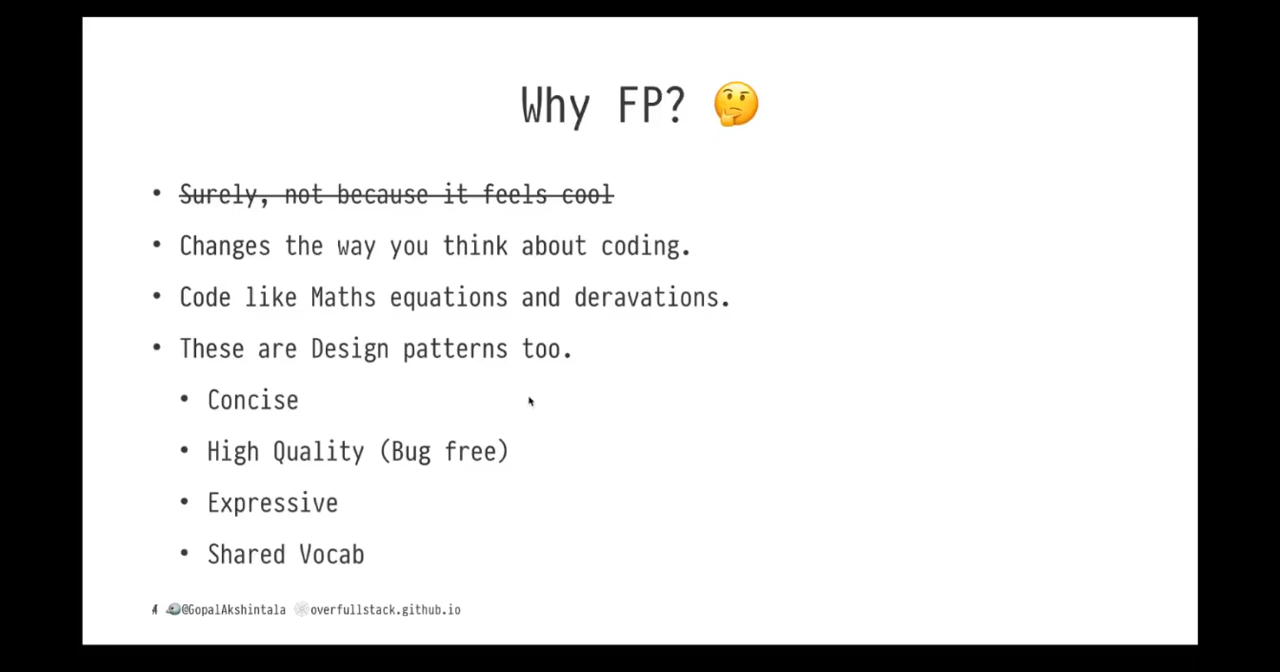 Why FP? 🤔
• Surely, not because it feels cool
• Changes the way you think about coding.
• Code like Maths equations and deravations.
• These are Design patterns too.
• Concise
• High Quality (Bug free)
• Expressive
• Shared Vocab
@GopalAkshintala overfullstack.github.io